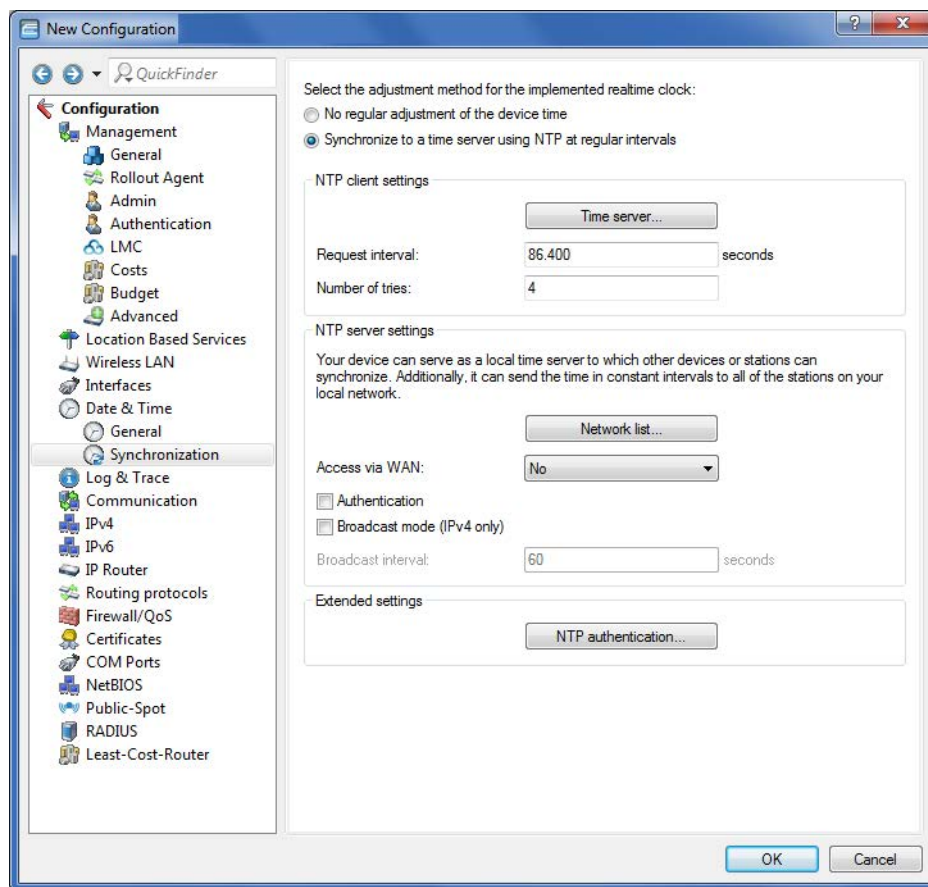 New Configuration
QuickFinder
Configuration
Management
General
Rollout Agent
Admin
Authentication
LMC
Costs
Budget
Advanced
Location Based Services
Wireless LAN
Interfaces
Date & Time
General
Synchronization
Log & Trace
Communication
IPv4
IPv6
IP Router
Routing protocols
Firewall/QoS
Certificates
COM Ports
NetBIOS
Public-Spot
RADIUS
Least-Cost-Router
Select the adjustment method for the implemented realtime clock:
No regular adjustment of the device time
Synchronize to a time server using NTP at regular intervals
NTP client settings
Time server...
Request interval: 86.400 seconds
Number of tries: 4
NTP server settings
Your device can serve as a local time server to which other devices or stations can
synchronize. Additionally, it can send the time in constant intervals to all of the stations on your
local network.
Network list...
Access via WAN: No
Authentication
Broadcast mode (IPv4 only)
Broadcast interval: 60 seconds
Extended settings
NTP authentication...
OK Cancel